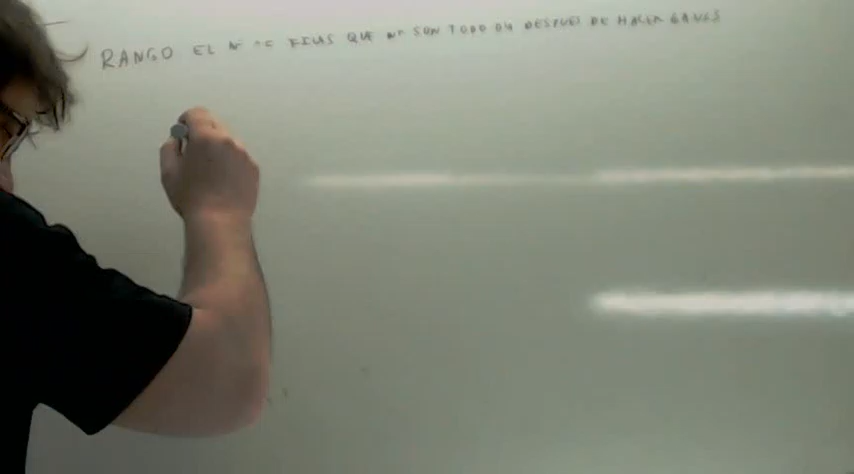 RANGO EL Nº DE FILAS QUE NO SON TODO 0s DESPUES DE HACER GAUSS